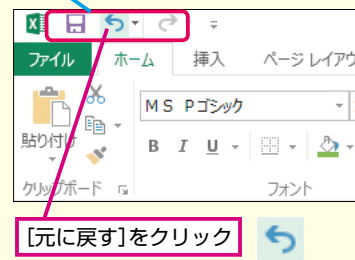 ファイル ホーム 挿入 ページ レイアウ
MS Pゴシック
貼り付け
B I U
クリップボード フォント
[元に戻す]をクリック